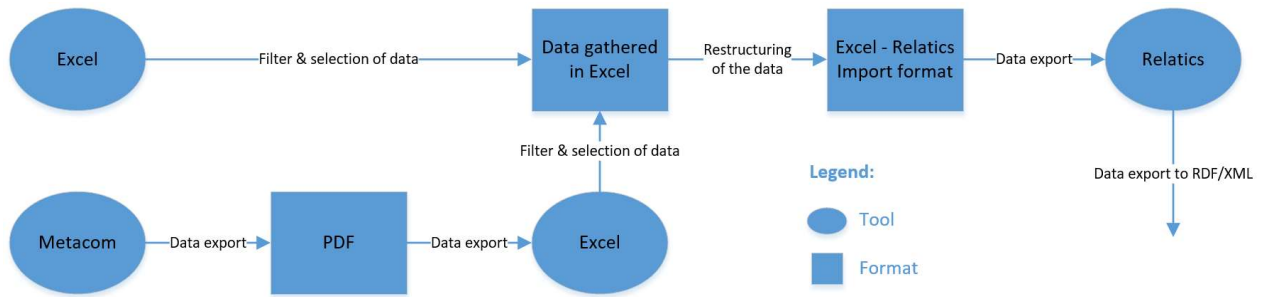 Excel
Filter & selection of data
Data gathered
in Excel
Restructuring
of the data
Excel - Relatics
Import format
Data export
Relatics
Filter & selection of data
Data export to RDF/XML
Legend:
Tool
Format
Metacom
Data export
PDF
Data export
Excel